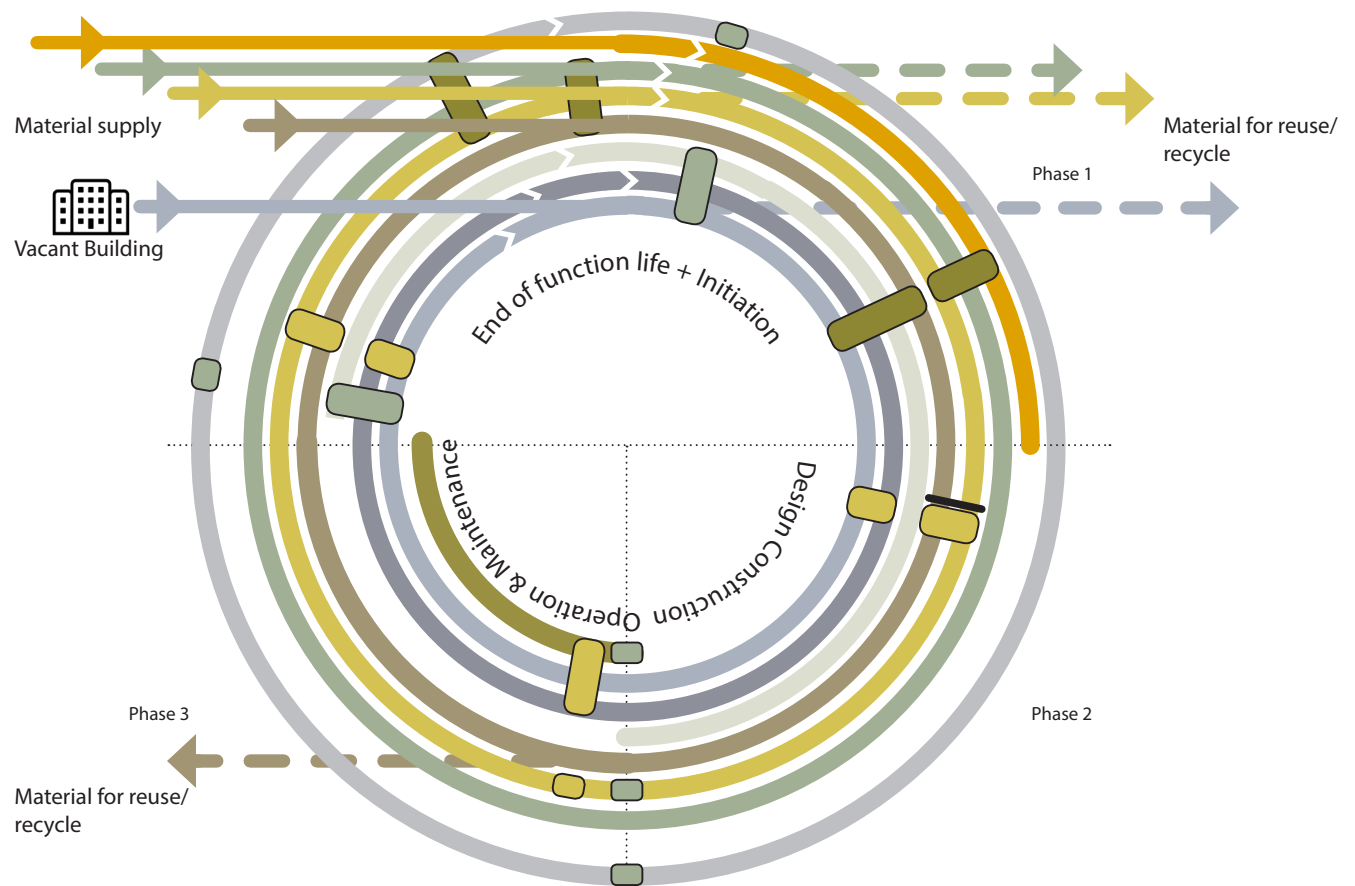 Material supply
Material for reuse/
recycle
Phase 1
Vacant Building
End of function life + Initiation
Operation & Maintenance
Design Construction
Phase 3
Phase 2
Material for reuse/
recycle